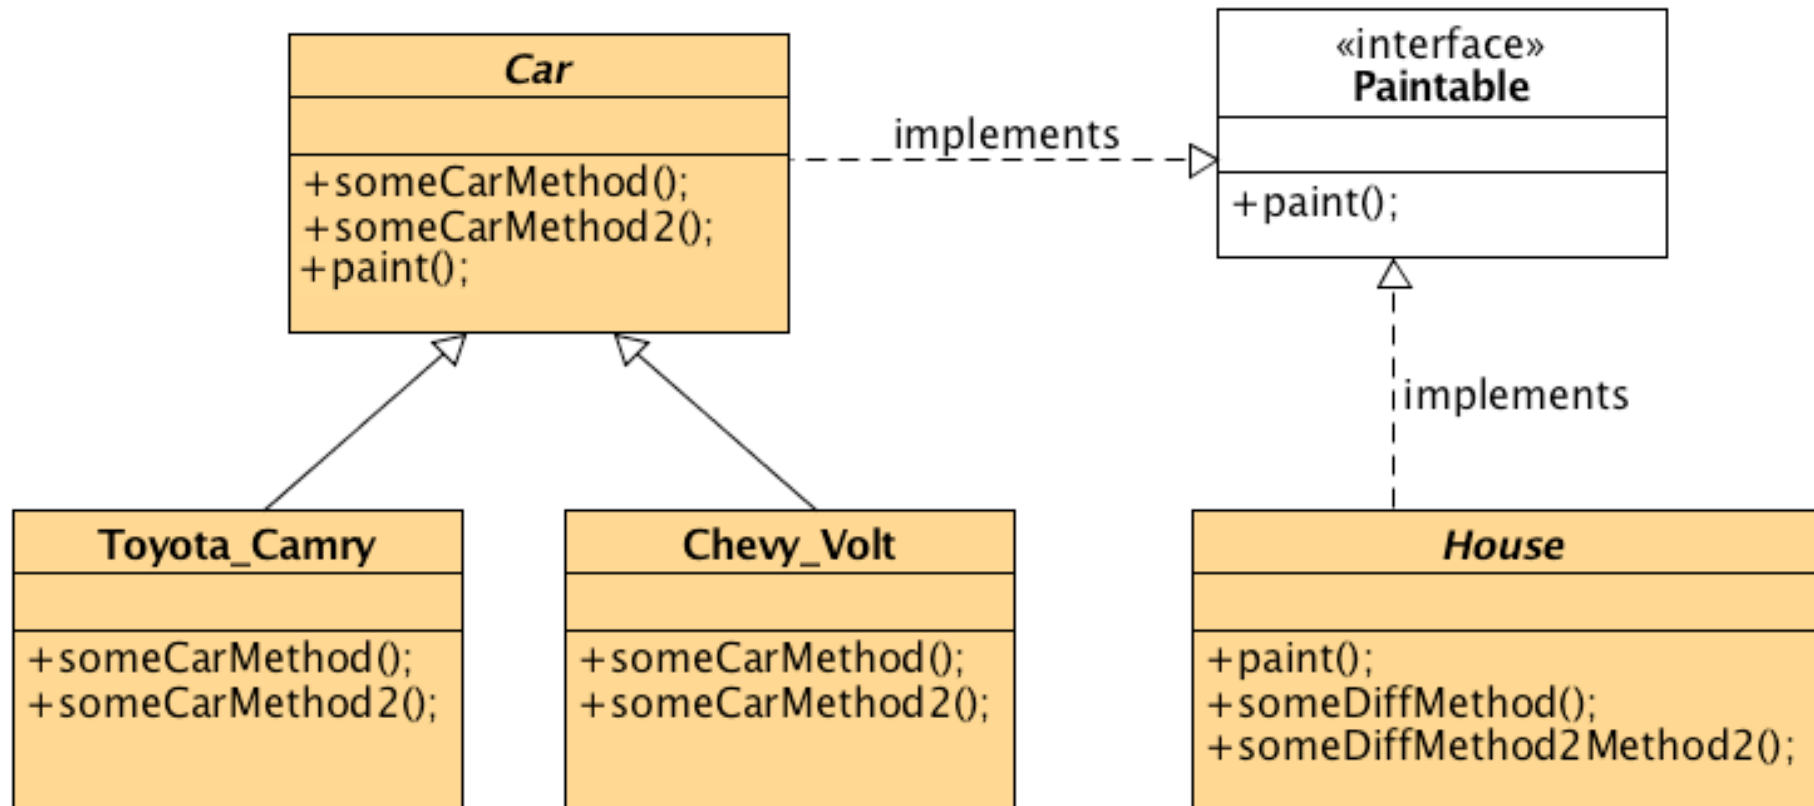 Car
+someCarMethod();
+someCarMethod2();
+paint();
implements
«interface»
Paintable
+paint();
implements
Toyota_Camry
+someCarMethod();
+someCarMethod2();
Chevy_Volt
+someCarMethod();
+someCarMethod2();
House
+paint();
+someDiffMethod();
+someDiffMethod2Method2();